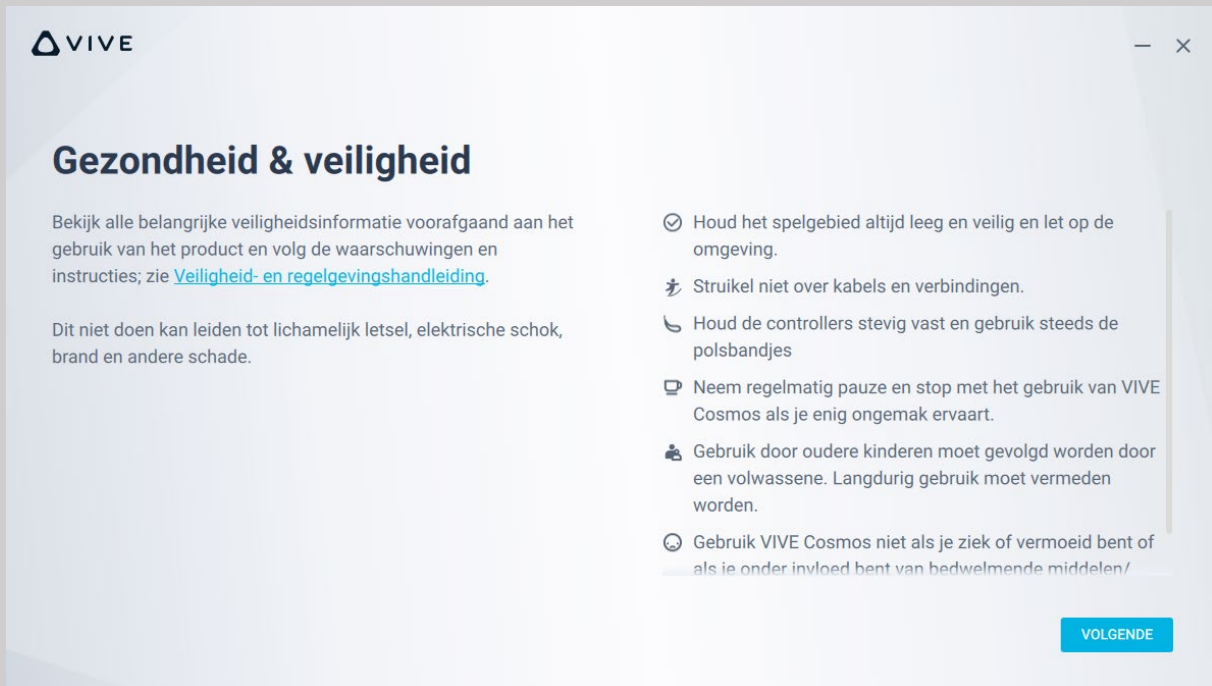 VIVE
Gezondheid & veiligheid
Bekijk alle belangrijke veiligheidsinformatie voorafgaand aan het
gebruik van het product en volg de waarschuwingen en
instructies; zie Veiligheid- en regelgevingshandleiding.
Dit niet doen kan leiden tot lichamelijk letsel, elektrische schok,
brand en andere schade.
Houd het spelgebied altijd leeg en veilig en let op de
omgeving.
Struikel niet over kabels en verbindingen.
Houd de controllers stevig vast en gebruik steeds de
polsbandjes
Neem regelmatig pauze en stop met het gebruik van VIVE
Cosmos als je enig ongemak ervaart.
Gebruik door oudere kinderen moet gevolgd worden door
een volwassene. Langdurig gebruik moet vermeden
worden.
Gebruik VIVE Cosmos niet als je ziek of vermoeid bent of
als je onder invloed bent van bedwelmende middelen/
VOLGENDE